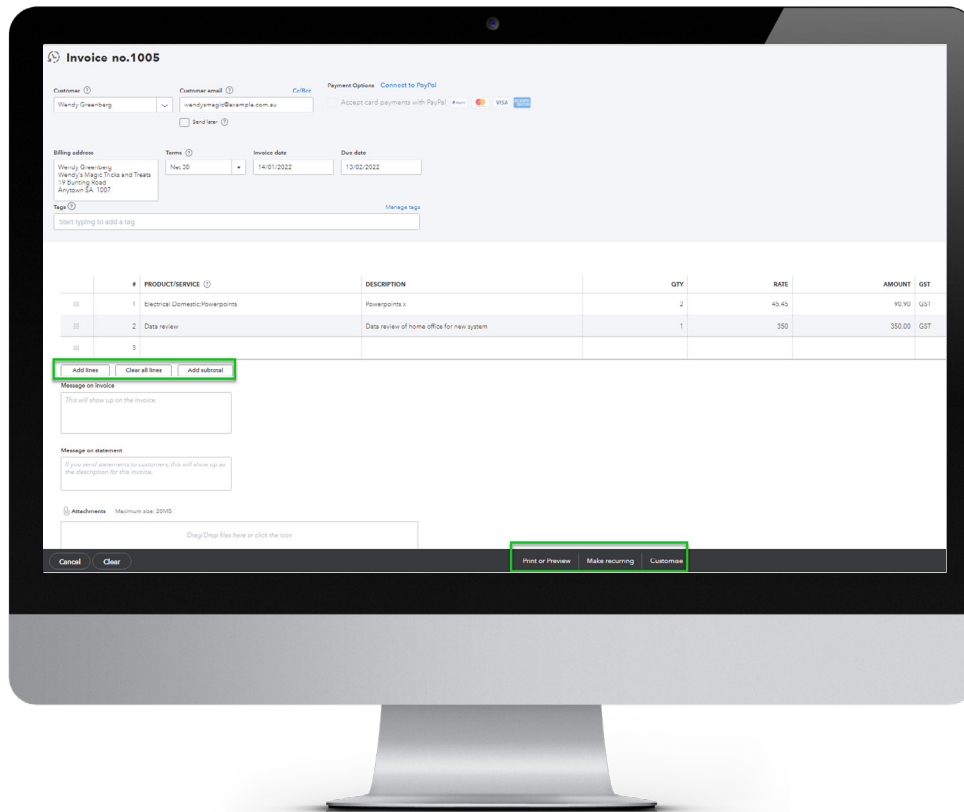 Invoice no.1005
Customer
Customer email
Cc/Bcc
Payment Options Connect to PayPal
Wendy Greenberg
wendysmagic@example.com.au
Accept card payments with PayPal
VISA
Send later
Billing address
Terms
Invoice date
Due date
Wendy Greenberg
Wendy's Magic Tricks and Treats
19 Bunting Road
Anytown SA 1007
Net 30
14/01/2022
13/02/2022
Tags
Manage tags
Start typing to add a tag
# PRODUCT/SERVICE DESCRIPTION QTY RATE AMOUNT GST
1 Electrical Domestic:Powerpoints Powerpoints x 2 45.45 90.90 GST
2 Data review Data review of home office for new system 1 350 350.00 GST
3
Add lines Clear all lines Add subtotal
Message on invoice
This will show up on the invoice.
Message on statement
If you send statements to customers, this will show up as
the description for this invoice.
Attachments Maximum size: 20MB
Drag/Drop files here or click the icon
Cancel Clear Print or Preview Make recurring Customise